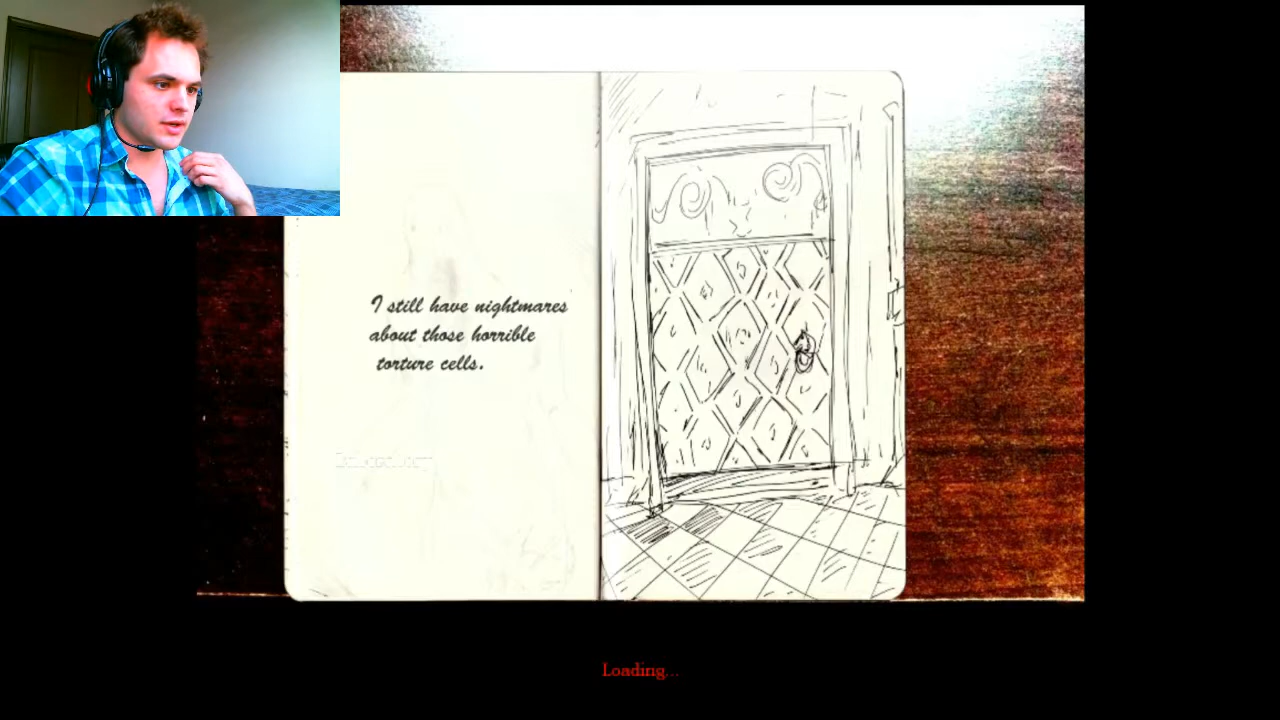 I still have nightmares
about those horrible
torture cells.
Loading...